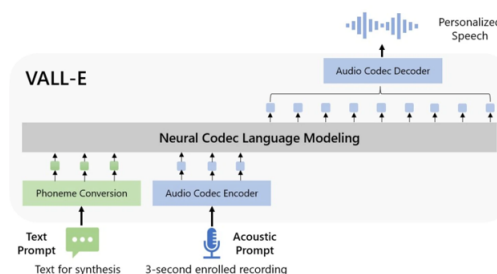 Personalized
Speech
Audio Codec Decoder
VALL-E
Neural Codec Language Modeling
Phoneme Conversion
Audio Codec Encoder
Text
Prompt
Acoustic
Prompt
Text for synthesis
3-second enrolled recording